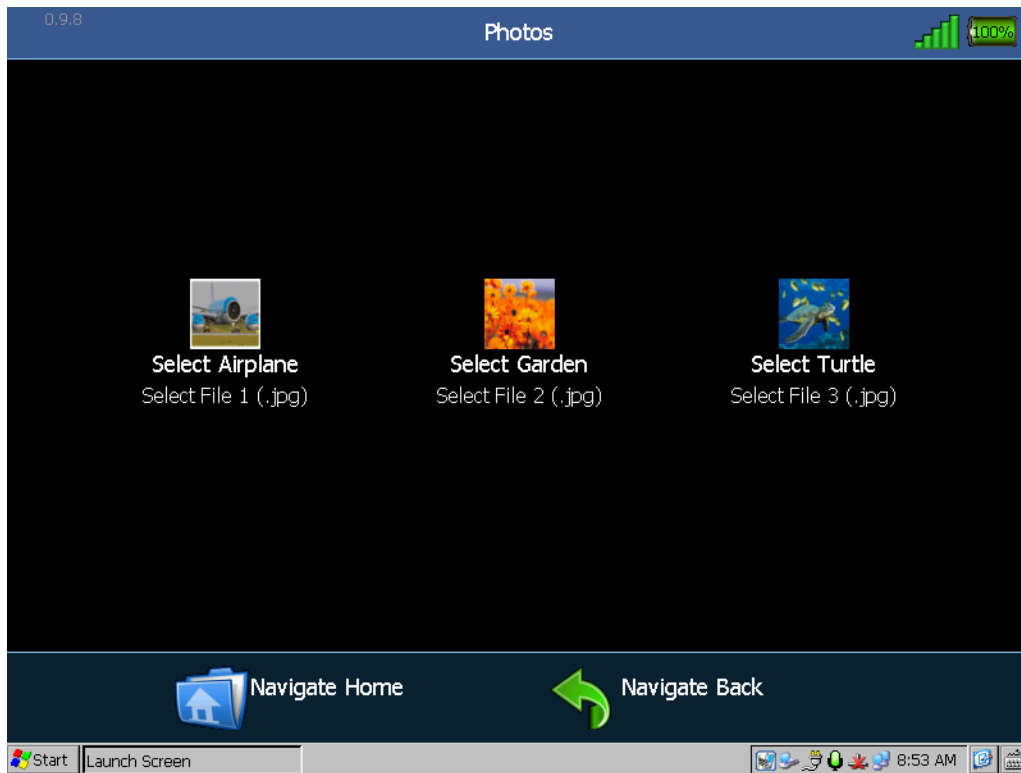 0.9.8
Photos
100%
Select Airplane
Select File 1 (.jpg)
Select Garden
Select File 2 (.jpg)
Select Turtle
Select File 3 (.jpg)
Navigate Home
Navigate Back
Start
Launch Screen
8:53 AM